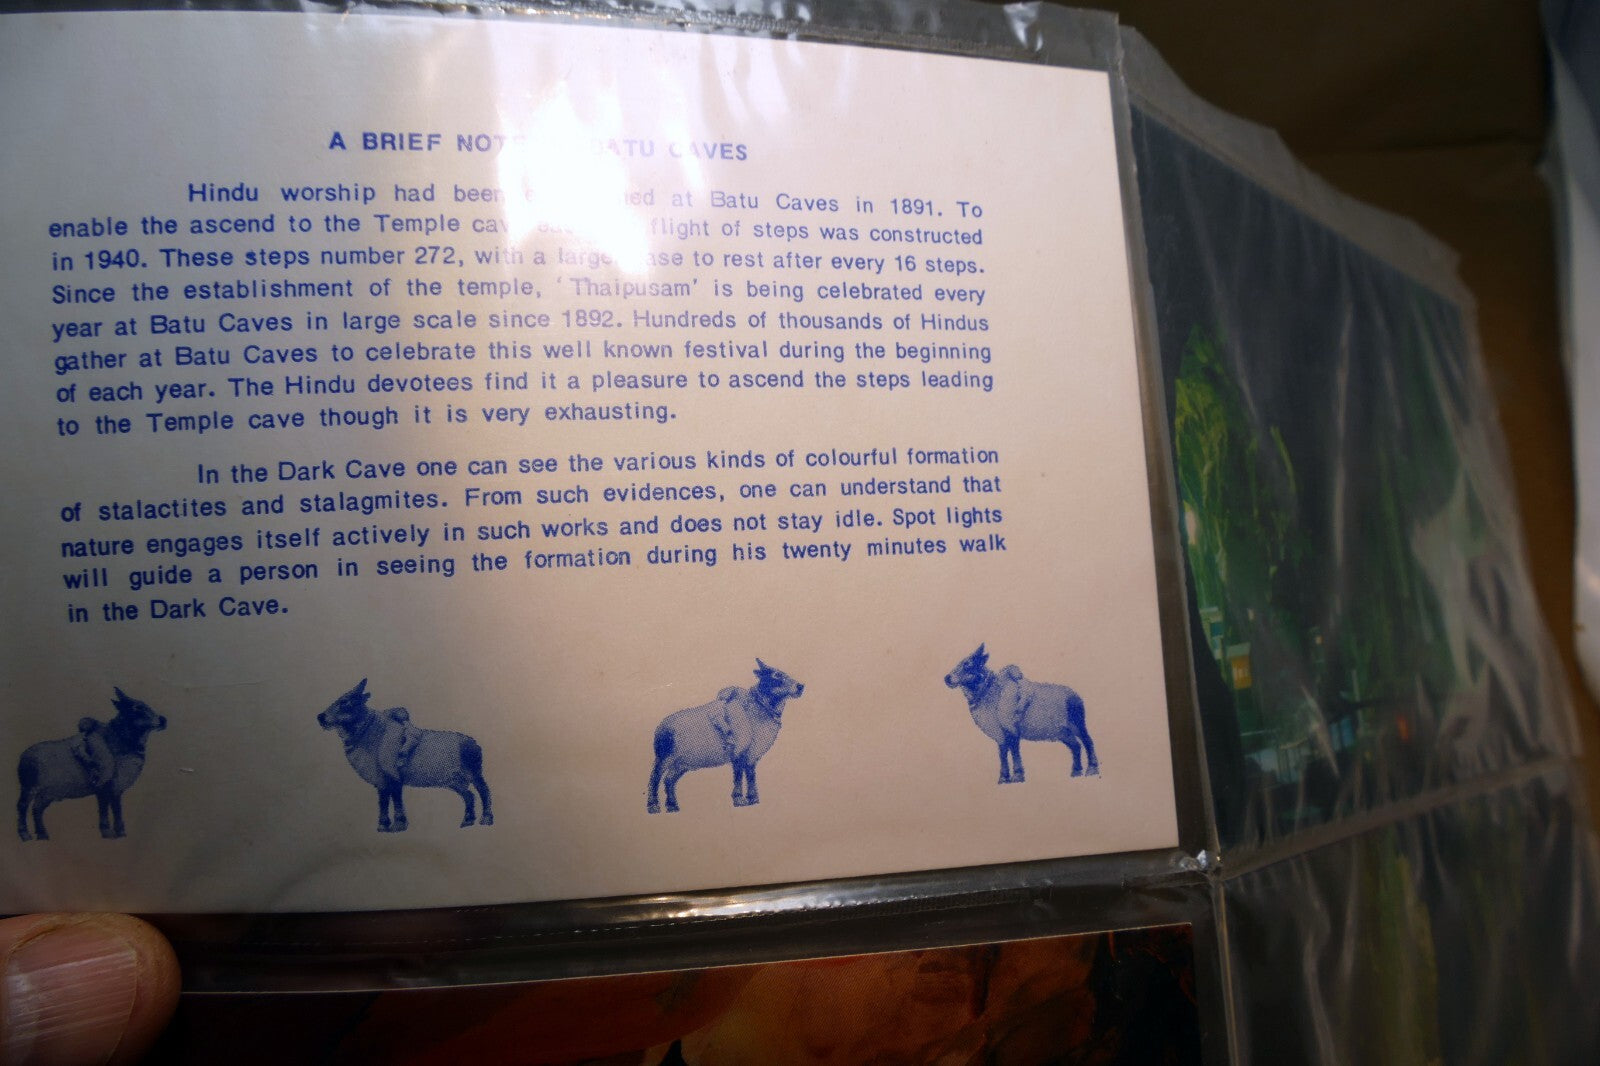 A BRIEF NOTE BATU CAVES
Hindu worship had been at Batu Caves in 1891. To
enable the ascend to the Temple flight of steps was constructed
in 1940. These steps number 272, with a large to rest after every 16 steps.
Since the establishment of the temple, 'Thaipusam' is being celebrated every
year at Batu Caves in large scale since 1892. Hundreds of thousands of Hindus
gather at Batu Caves to celebrate this well known festival during the beginning
of each year. The Hindu devotees find it a pleasure to ascend the steps leading
to the Temple cave though it is very exhausting.
In the Dark Cave one can see the various kinds of colourful formation
of stalactites and stalagmites. From such evidences, one can understand that
nature engages itself actively in such works and does not stay idle. Spot lights
will guide a person in seeing the formation during his twenty minutes walk
in the Dark Cave.